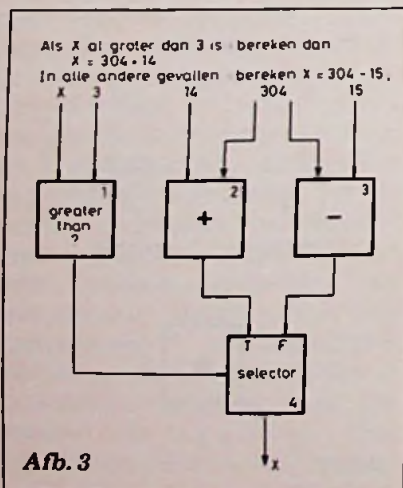 Als X al groter dan 3 is bereken dan
X = 304 + 14
In alle andere gevallen bereken X = 304 - 15.
X 3 14 304 15
1 2 3
greater
than
?
+ −
T F
selector
4
X
Afb. 3